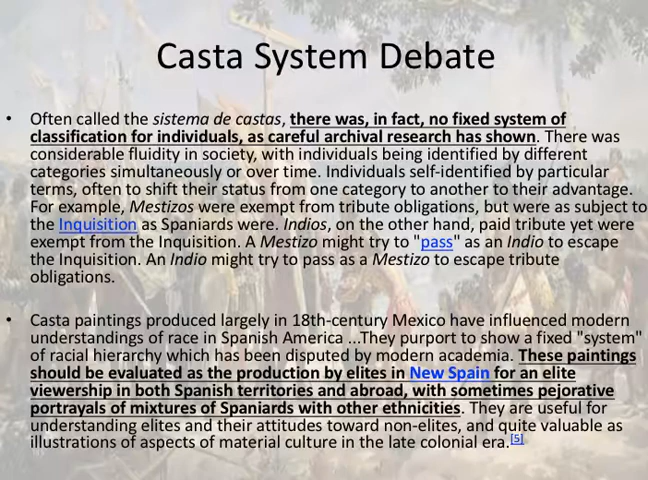 Casta System Debate
• Often called the sistema de castas, there was, in fact, no fixed system of
classification for individuals, as careful archival research has shown. There was
considerable fluidity in society, with individuals being identified by different
categories simultaneously or over time. Individuals self-identified by particular
terms, often to shift their status from one category to another to their advantage.
For example, Mestizos were exempt from tribute obligations, but were as subject to
the Inquisition as Spaniards were. Indios, on the other hand, paid tribute yet were
exempt from the Inquisition. A Mestizo might try to "pass" as an Indio to escape
the Inquisition. An Indio might try to pass as a Mestizo to escape tribute
obligations.
• Casta paintings produced largely in 18th-century Mexico have influenced modern
understandings of race in Spanish America ...They purport to show a fixed "system"
of racial hierarchy which has been disputed by modern academia. These paintings
should be evaluated as the production by elites in New Spain for an elite
viewership in both Spanish territories and abroad, with sometimes pejorative
portrayals of mixtures of Spaniards with other ethnicities. They are useful for
understanding elites and their attitudes toward non-elites, and quite valuable as
illustrations of aspects of material culture in the late colonial era.[5]